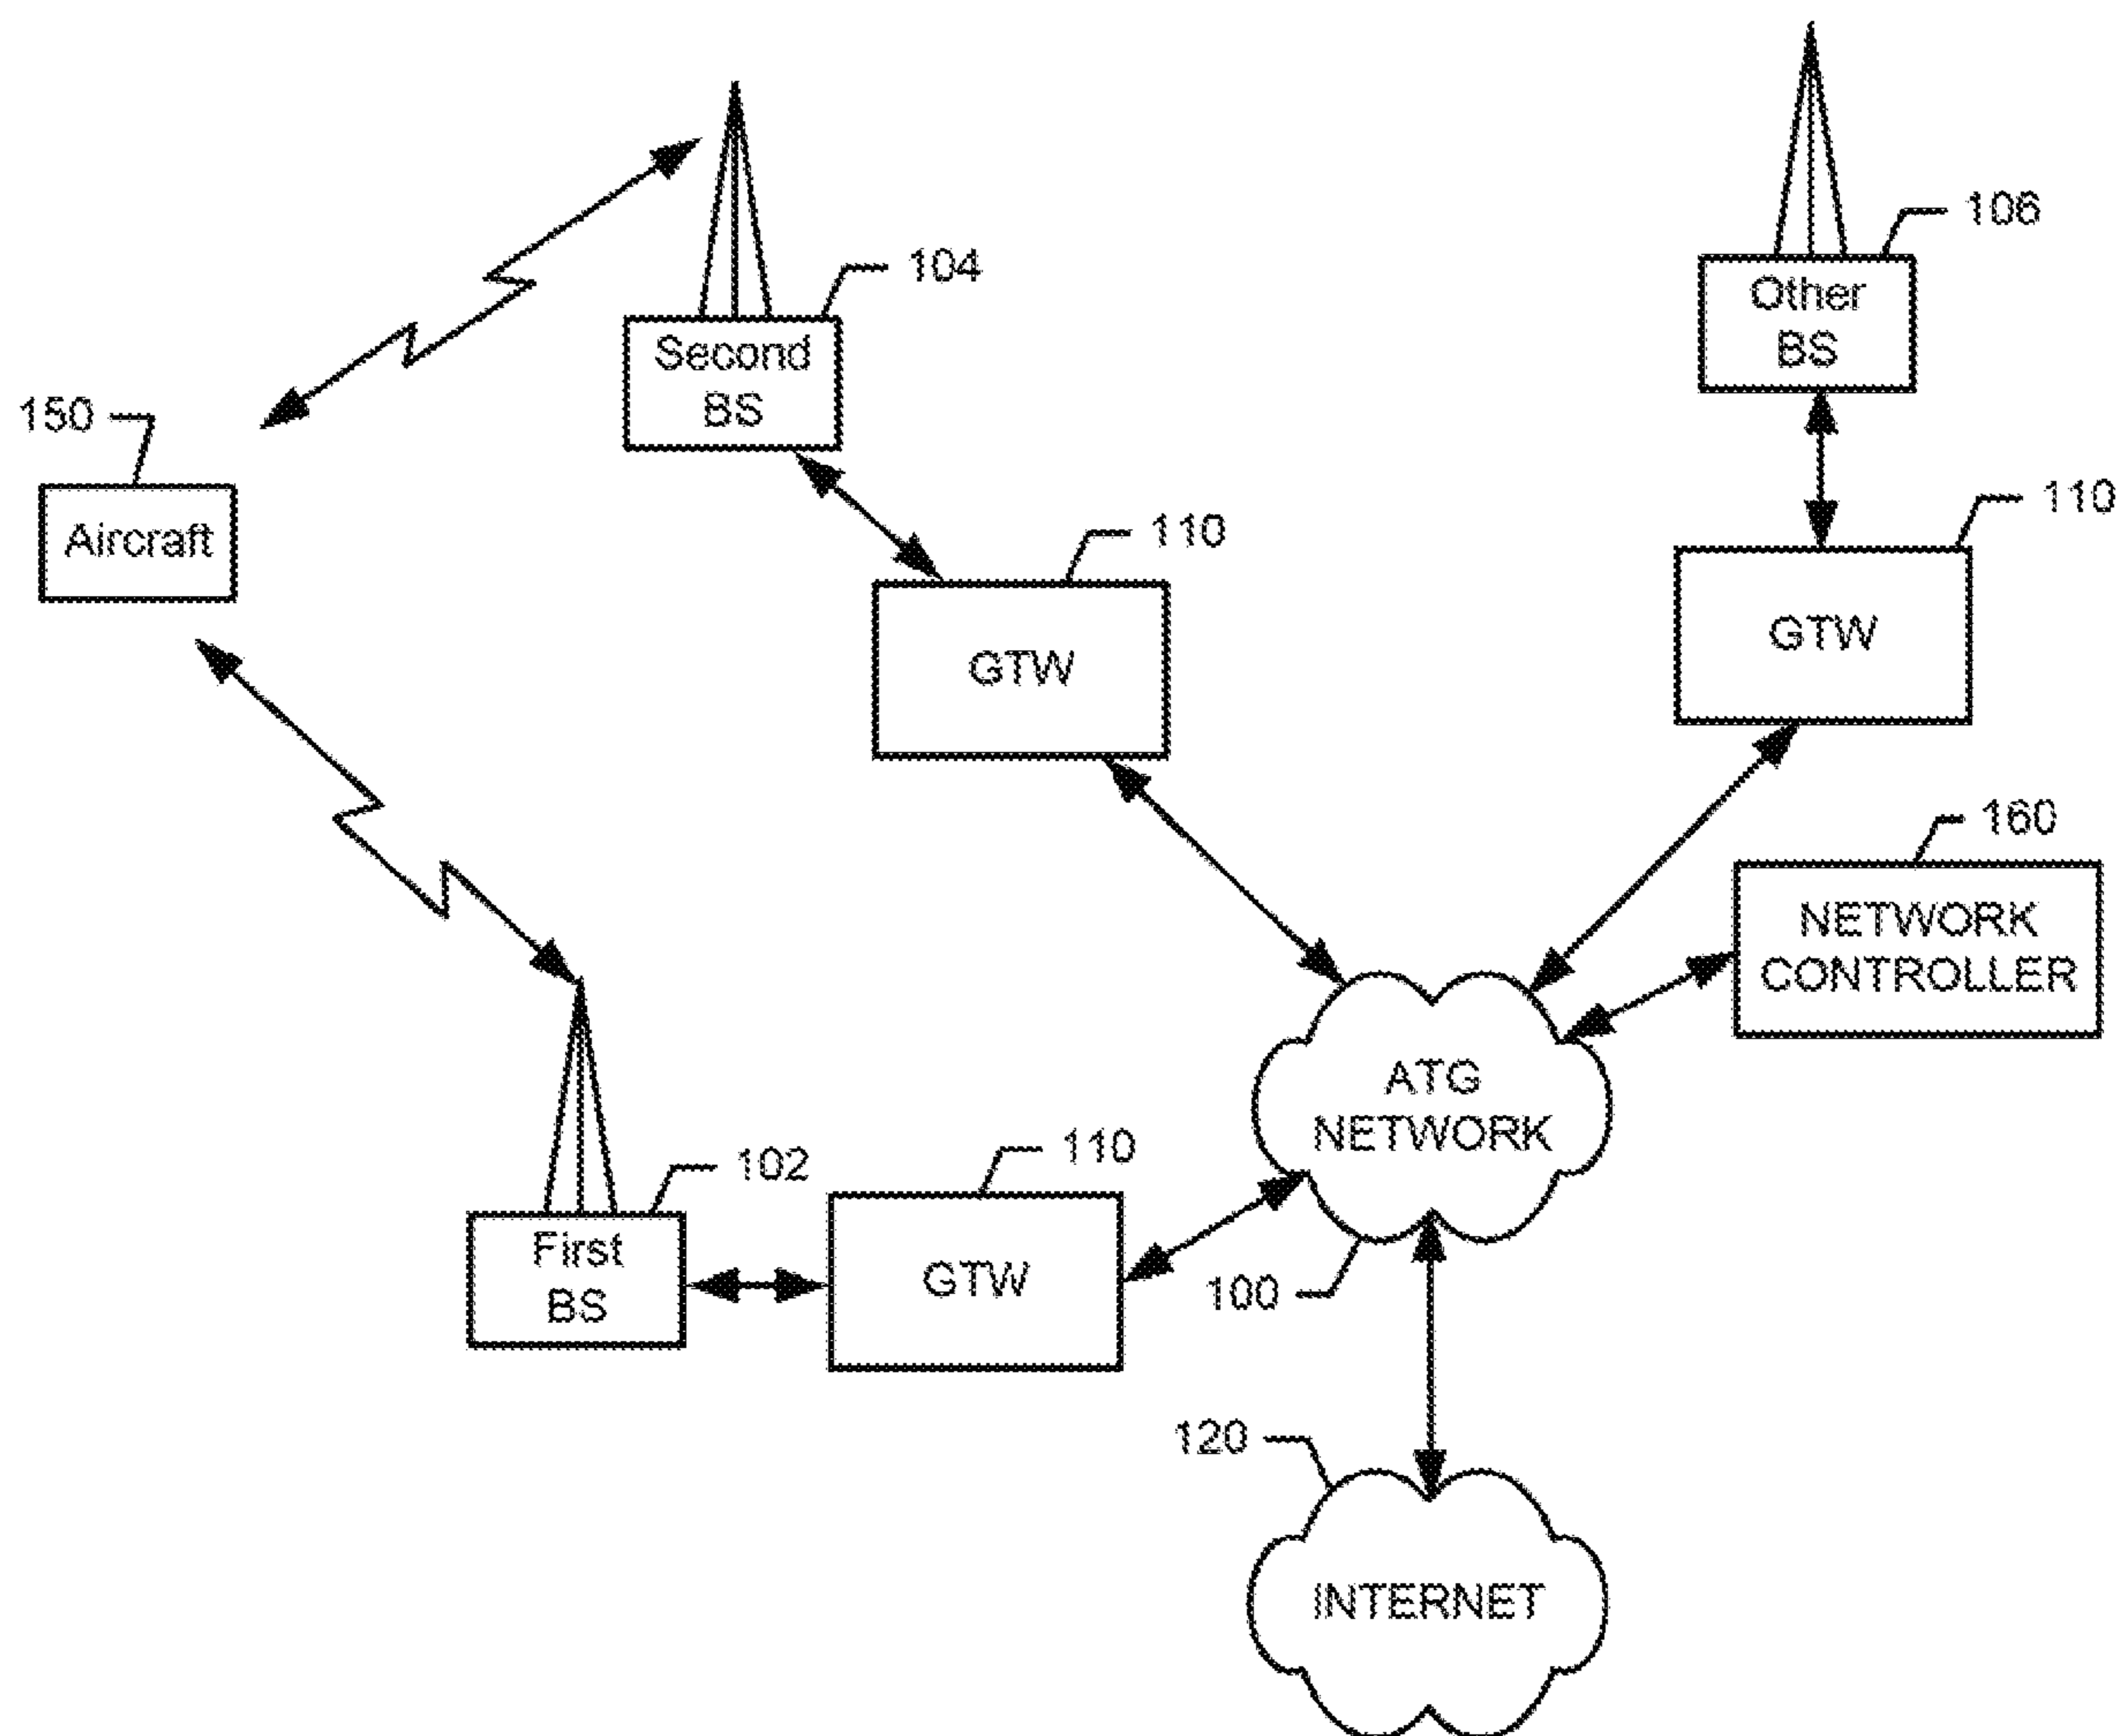 106
Other
BS
104
Second
BS
150
Aircraft
110
GTW
110
GTW
160
NETWORK
CONTROLLER
ATG
NETWORK
100
102
First
BS
110
GTW
120
INTERNET